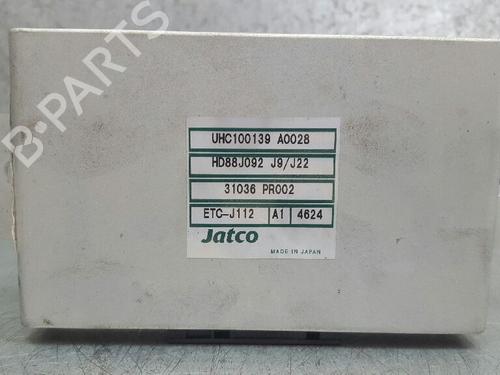 B-PARTS
UHC100139 A0028
HD88J092 J9/J22
31036 PR002
ETC-J112 A1 4624
Jatco
MADE IN JAPAN